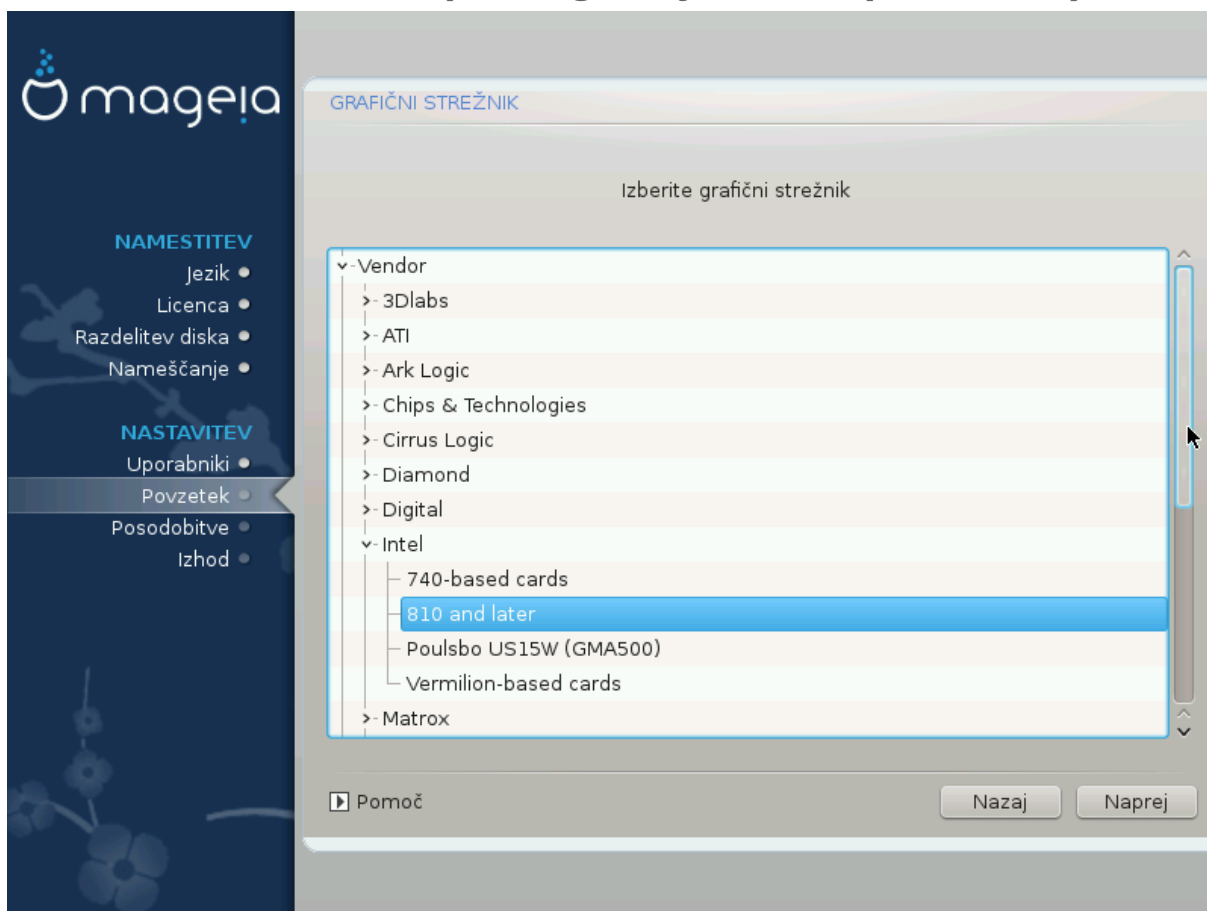 mageia
NAMESTITEV
Jezik
Licenca
Razdelitev diska
Nameščanje
NASTAVITEV
Uporabniki
Povzetek
Posodobitve
Izhod
GRAFIČNI STREŽNIK
Izberite grafični strežnik
Vendor
3Dlabs
ATI
Ark Logic
Chips & Technologies
Cirrus Logic
Diamond
Digital
Intel
740-based cards
810 and later
Poulsbo US15W (GMA500)
Vermilion-based cards
Matrox
Pomoč
Nazaj
Naprej